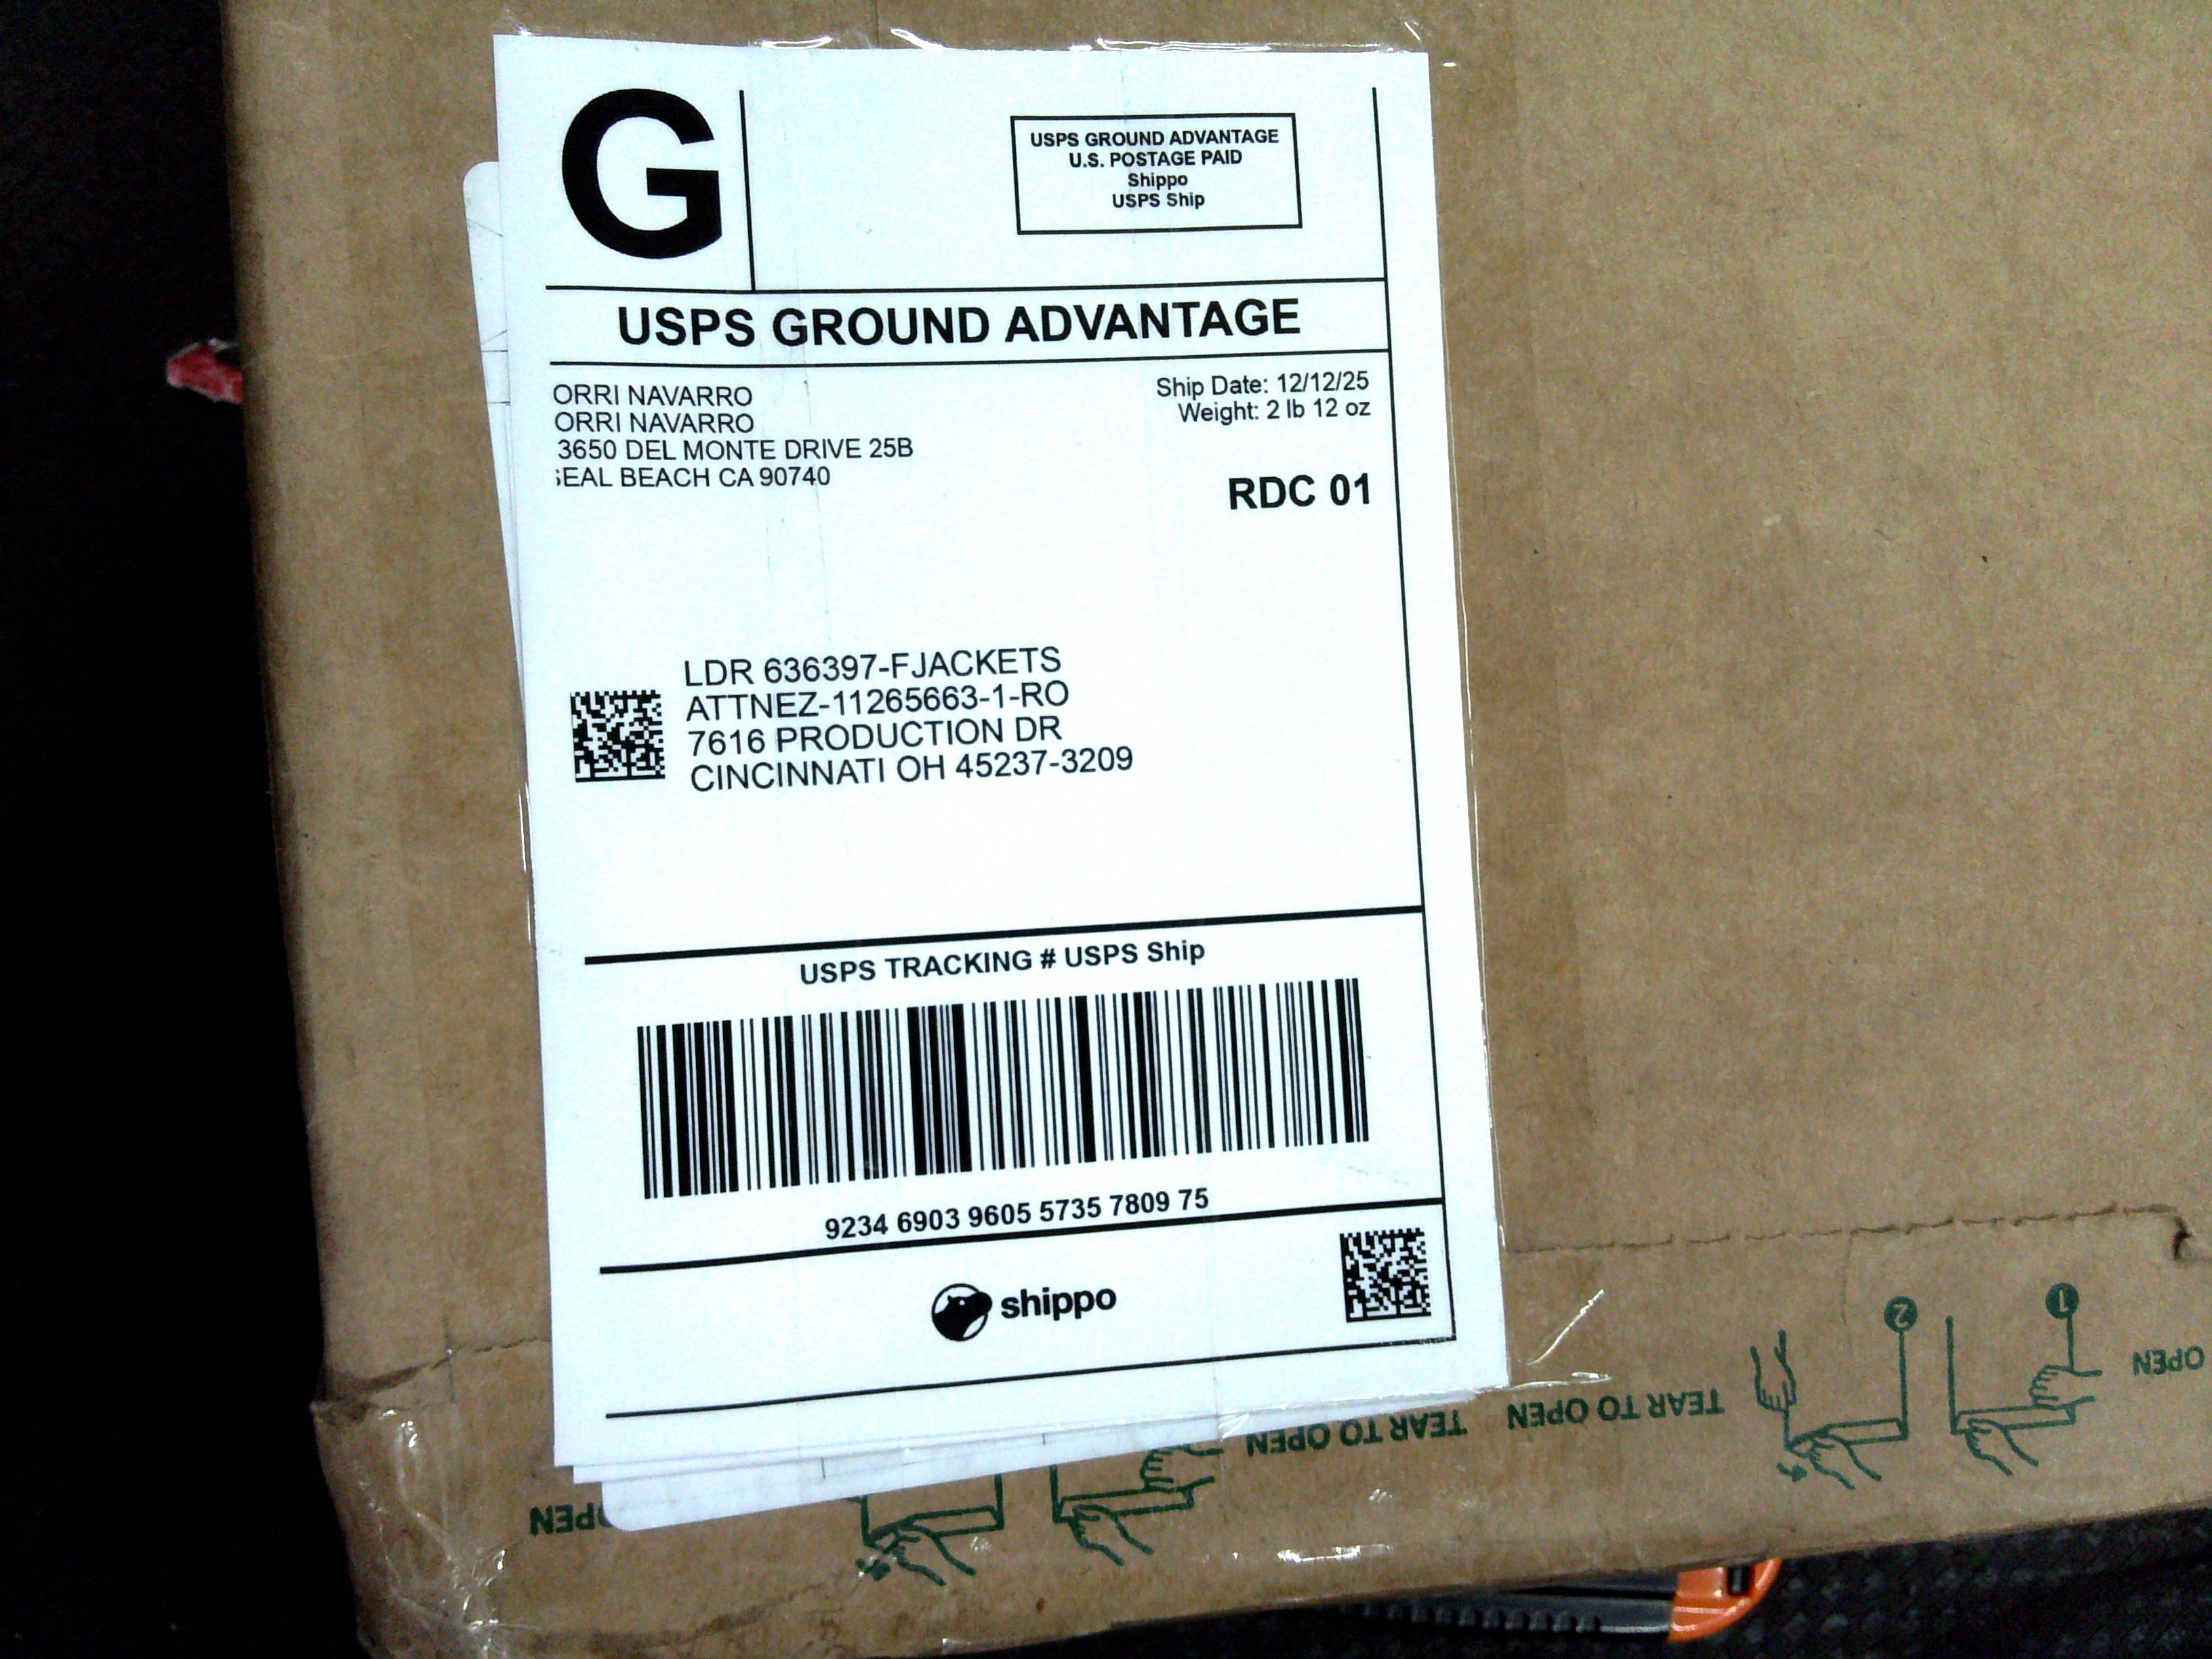 G
USPS GROUND ADVANTAGE
U.S. POSTAGE PAID
Shippo
USPS Ship
USPS GROUND ADVANTAGE
ORRI NAVARRO
ORRI NAVARRO
3650 DEL MONTE DRIVE 25B
SEAL BEACH CA 90740
Ship Date: 12/12/25
Weight: 2 lb 12 oz
RDC 01
LDR 636397-FJACKETS
ATTNEZ-11265663-1-RO
7616 PRODUCTION DR
CINCINNATI OH 45237-3209
USPS TRACKING # USPS Ship
9234 6903 9605 5735 7809 75
shippo
1
2
OPEN
TEAR TO OPEN
TEAR TO OPEN
OPEN